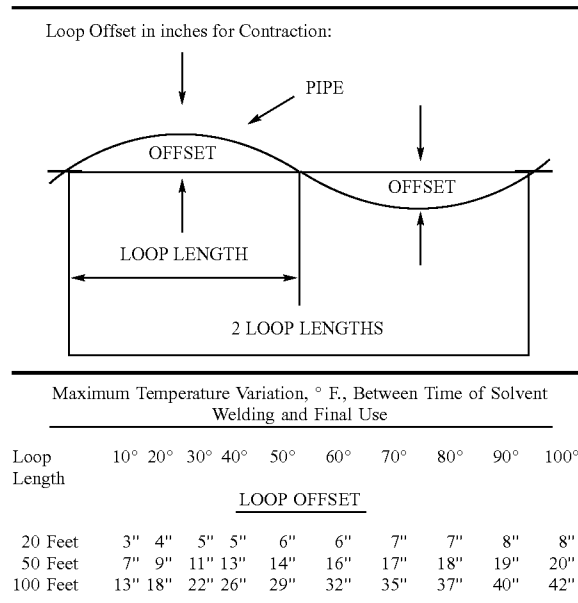 Loop Offset in inches for Contraction:
PIPE
OFFSET
OFFSET
LOOP LENGTH
2 LOOP LENGTHS
Maximum Temperature Variation, ° F., Between Time of Solvent
Welding and Final Use
Loop Length 10° 20° 30° 40° 50° 60° 70° 80° 90° 100°
LOOP OFFSET
20 Feet 3" 4" 5" 5" 6" 6" 7" 7" 8" 8"
50 Feet 7" 9" 11" 13" 14" 16" 17" 18" 19" 20"
100 Feet 13" 18" 22" 26" 29" 32" 35" 37" 40" 42"